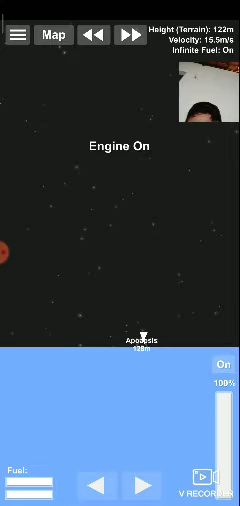 Map
Height (Terrain): 122m
Velocity: 15.5m/s
Infinite Fuel: On
Engine On
Apoapsis
128m
On
100%
Fuel:
V RECORDER